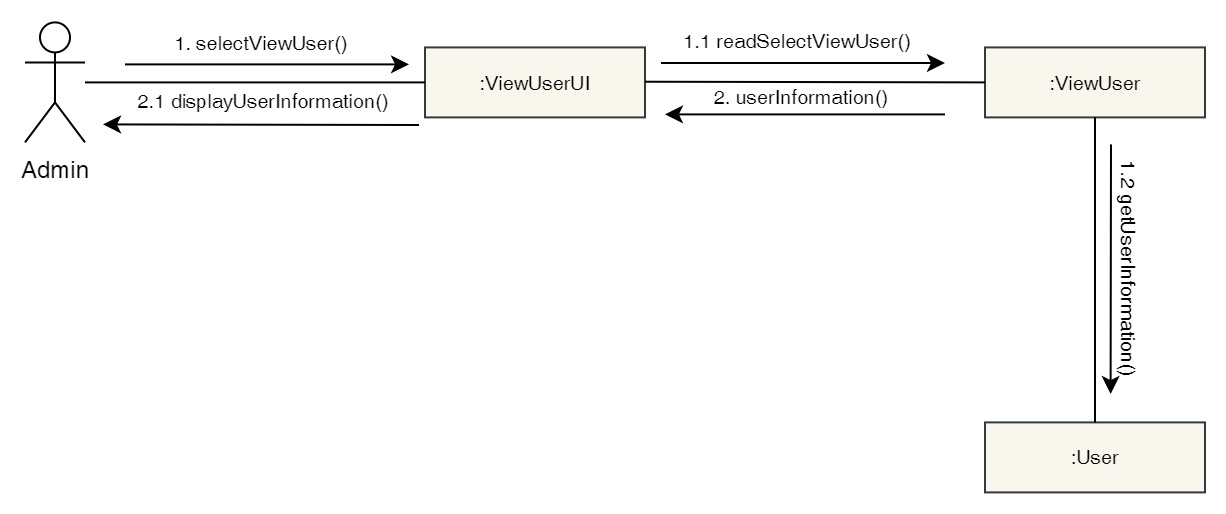 1. selectViewUser()
1.1 readSelectViewUser()
:ViewUserUI
:ViewUser
2.1 displayUserInformation()
2. userInformation()
Admin
1.2 getUserInformation()
:User